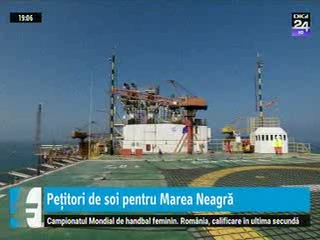 19:06
DIGI
24
HD
Pețitori de soi pentru Marea Neagră
Campionatul Mondial de handbal feminin. România, calificare în ultima secundă